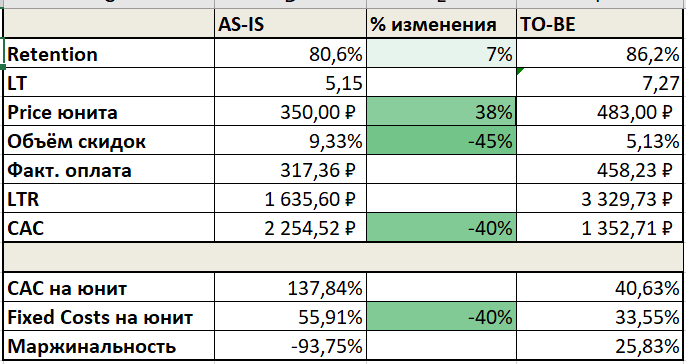 AS-IS % изменения TO-BE
Retention 80,6% 7% 86,2%
LT 5,15 7,27
Price юнита 350,00 ₽ 38% 483,00 ₽
Объём скидок 9,33% -45% 5,13%
Факт. оплата 317,36 ₽ 458,23 ₽
LTR 1 635,60 ₽ 3 329,73 ₽
CAC 2 254,52 ₽ -40% 1 352,71 ₽
CAC на юнит 137,84% 40,63%
Fixed Costs на юнит 55,91% -40% 33,55%
Маржинальность -93,75% 25,83%